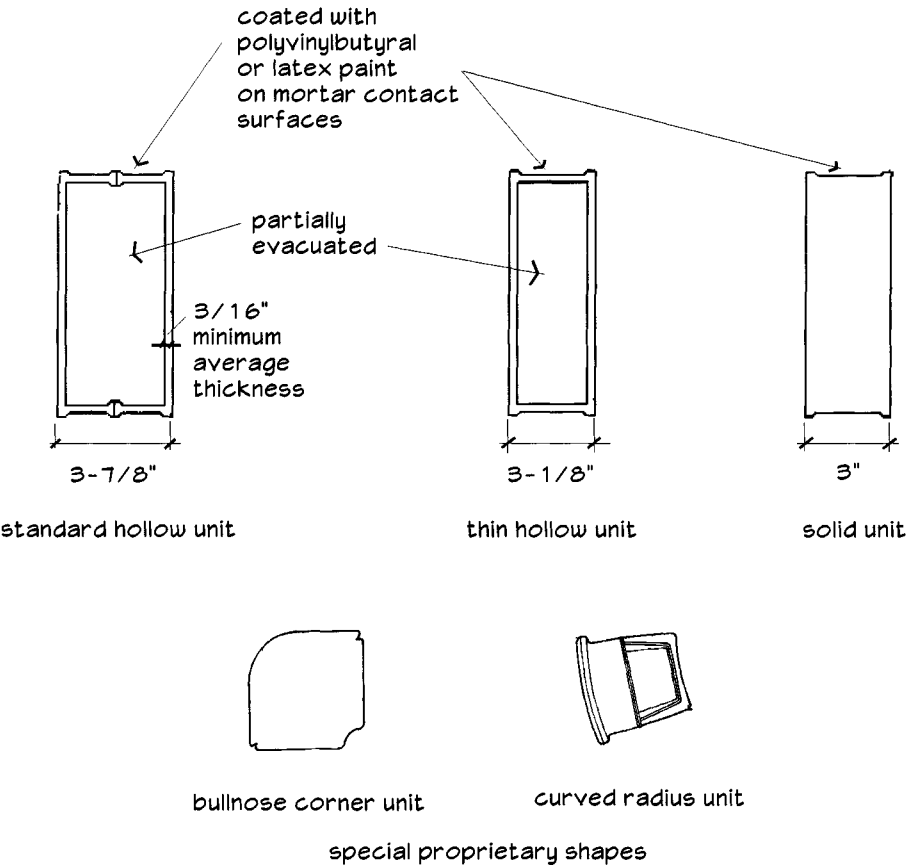 coated with
polyvinylbutyral
or latex paint
on mortar contact
surfaces
partially
evacuated
3/16"
minimum
average
thickness
3-7/8"
3-1/8"
3"
standard hollow unit
thin hollow unit
solid unit
bullnose corner unit
curved radius unit
special proprietary shapes